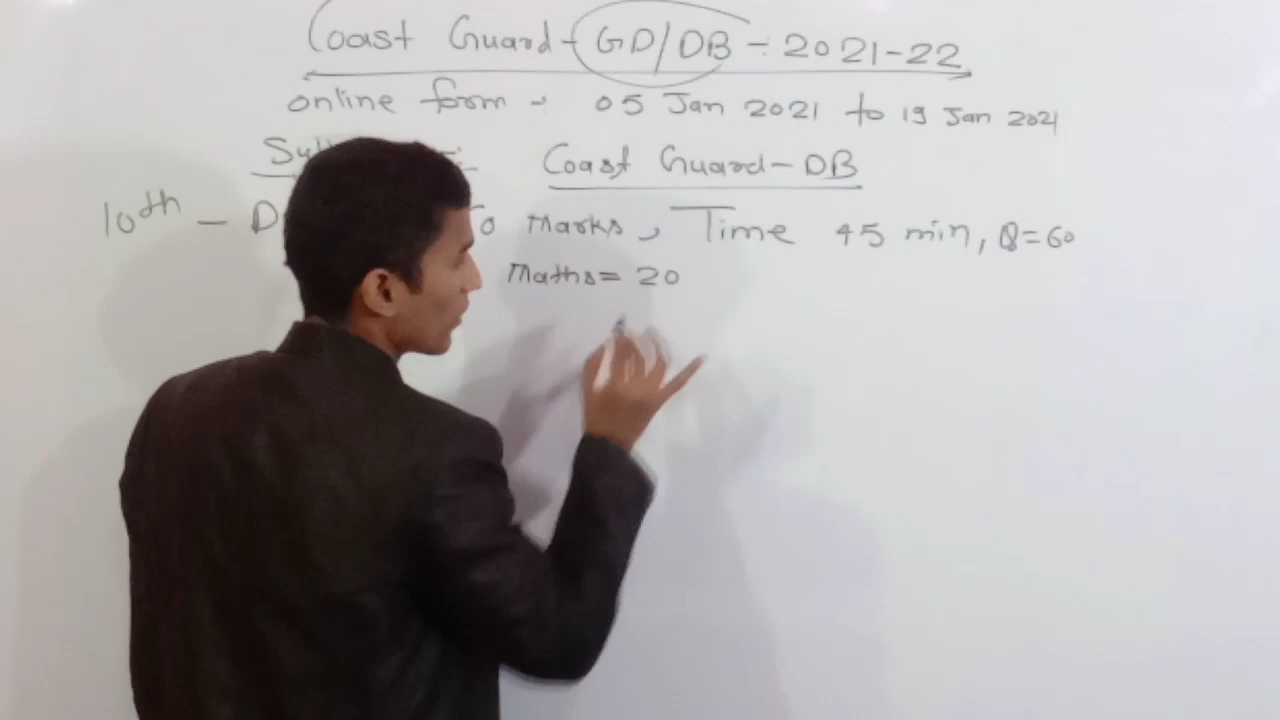 Coast Guard - GD/DB - 2021-22
online form - 05 Jan 2021 to 19 Jan 2021
Coast Guard - DB
10th - Marks, Time 45 min, Q=60
Maths = 20